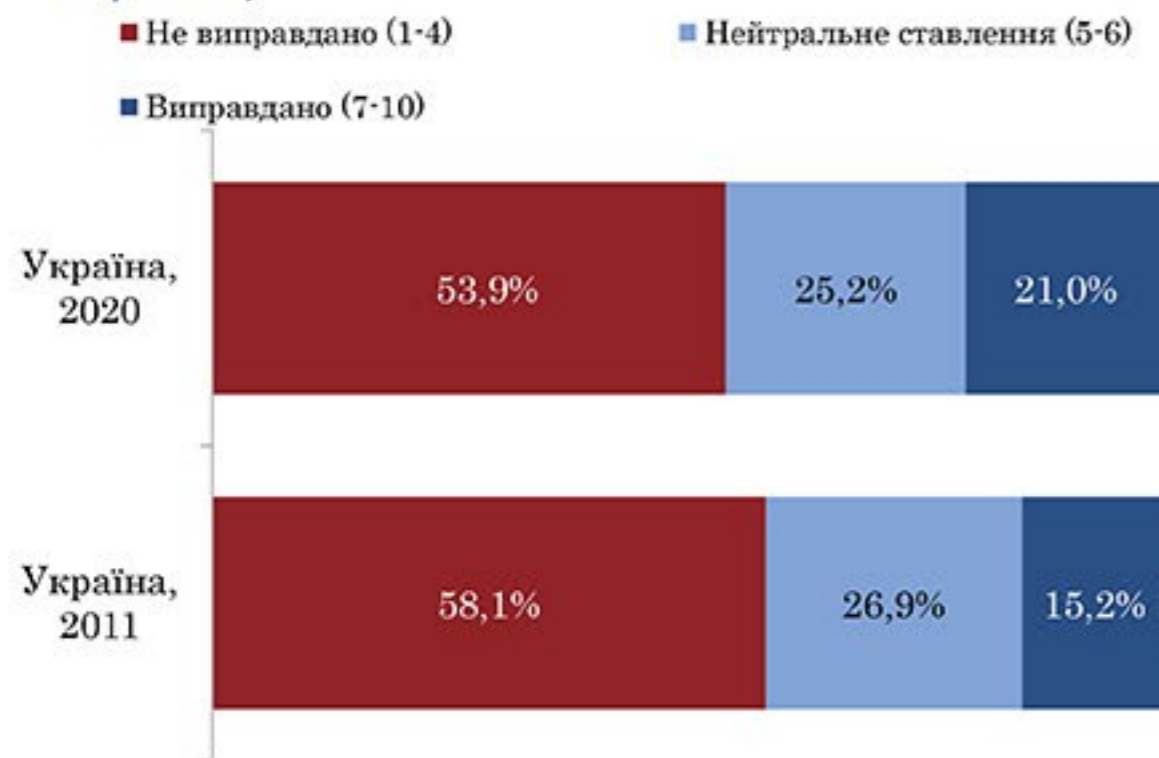 Не виправдано (1-4)
Нейтральне ставлення (5-6)
Виправдано (7-10)
Україна,
2020
53,9%
25,2%
21,0%
Україна,
2011
58,1%
26,9%
15,2%